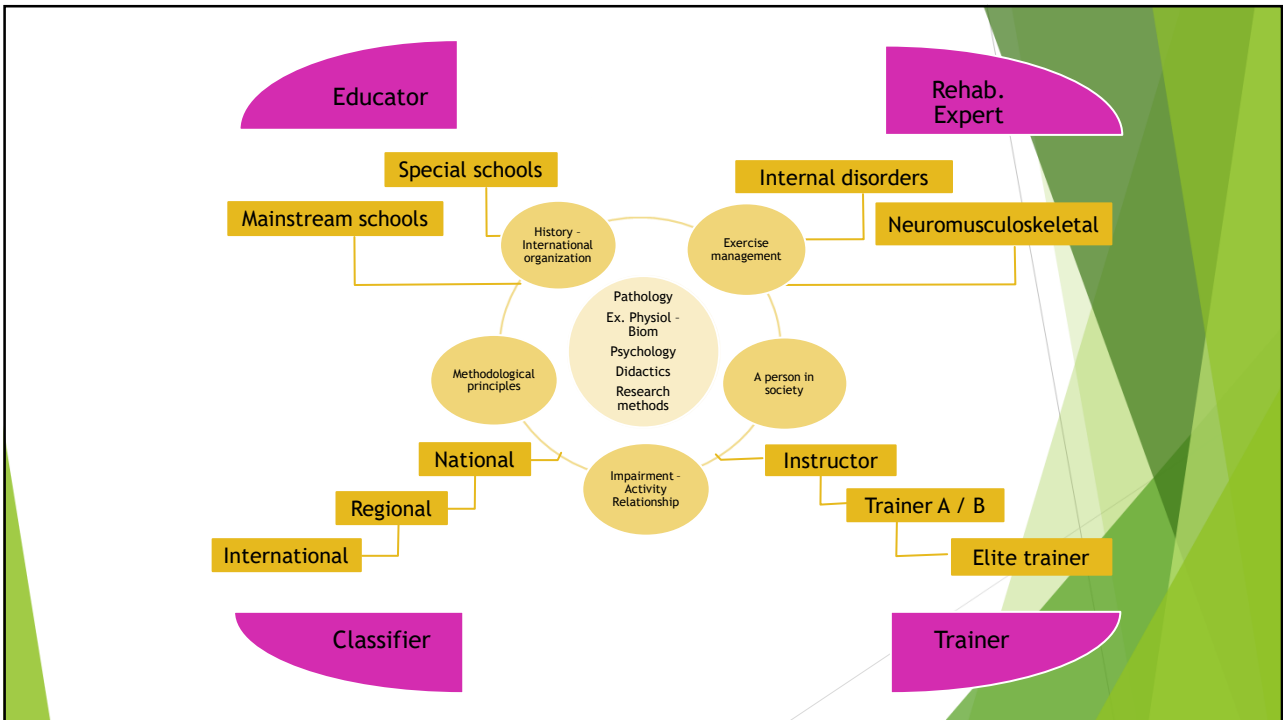 Educator
Rehab.
Expert
Special schools
Internal disorders
Mainstream schools
Neuromusculoskeletal
History –
International
organization
Exercise
management
Pathology
Ex. Physiol –
Biom
Psychology
Didactics
Research
methods
Methodological
principles
A person in
society
National
Impairment –
Activity
Relationship
Instructor
Regional
Trainer A / B
International
Elite trainer
Classifier
Trainer